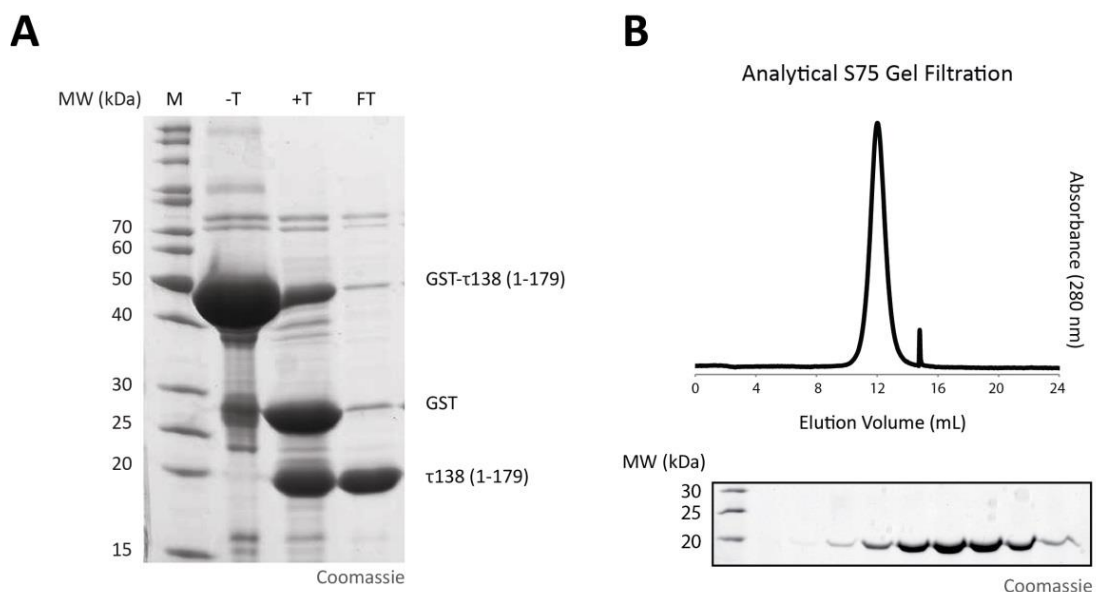 A
MW (kDa) M -T +T FT
70
60
50
40
30
25
20
15
GST-τ138 (1-179)
GST
τ138 (1-179)
Coomassie
B
Analytical S75 Gel Filtration
Absorbance (280 nm)
0 4 8 12 16 20 24
Elution Volume (mL)
MW (kDa)
30
25
20
Coomassie